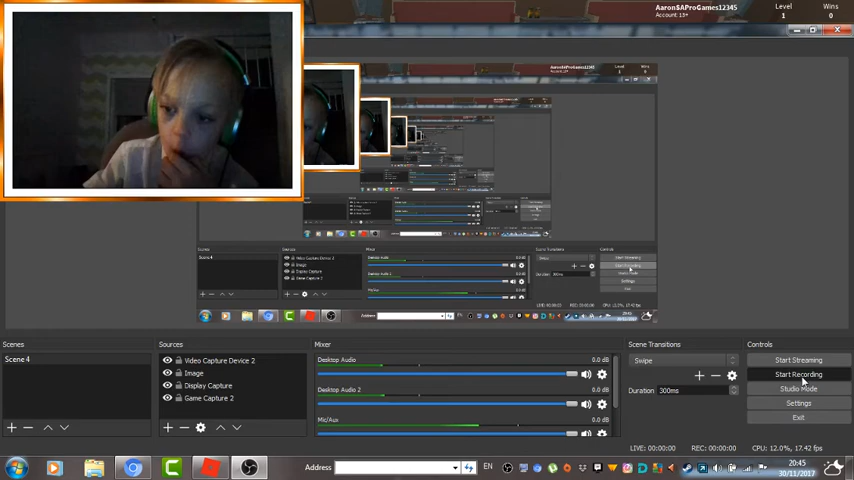 Aaron$AProGames12345
Account: 13+
Level
1
Wins
0
Scenes
Scene 4
Sources
Video Capture Device 2
Image
Display Capture
Game Capture 2
Mixer
Desktop Audio
0.0 dB
Desktop Audio 2
0.0 dB
Mic/Aux
0.0 dB
Scene Transitions
Swipe
Duration
300ms
Controls
Start Streaming
Start Recording
Studio Mode
Settings
Exit
LIVE: 00:00:00
REC: 00:00:00
CPU: 12.0%, 17.42 fps
Address
EN
20:45
30/11/2017